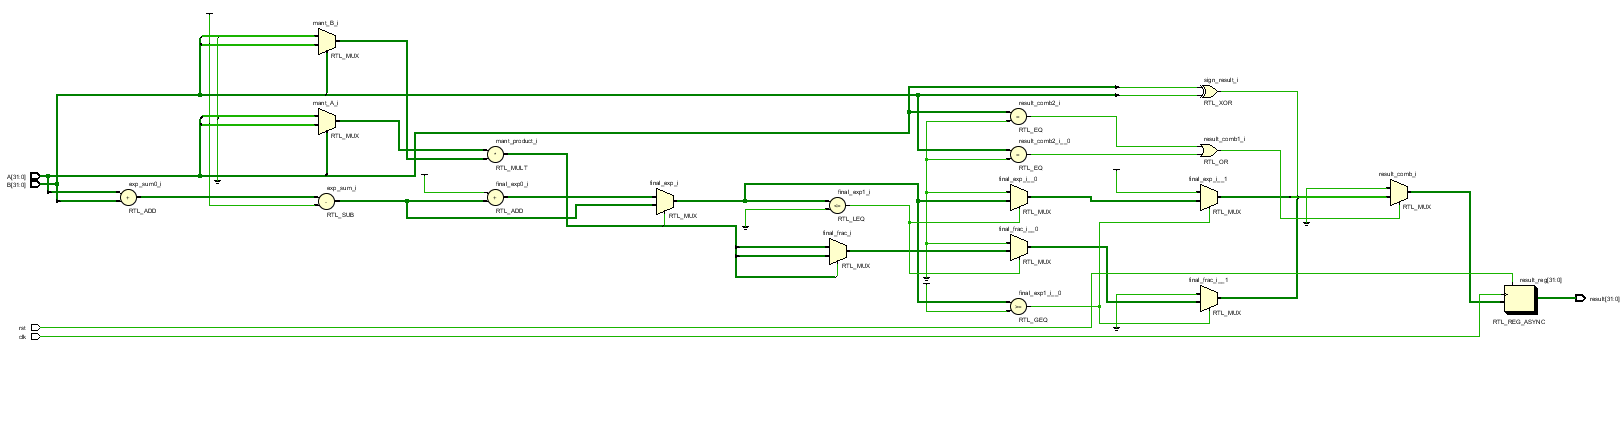 mant_B_i
RTL_MUX
mant_A_i
RTL_MUX
A[31:0]
B[31:0]
exp_sum0_i
+
RTL_ADD
exp_sum_i
-
RTL_SUB
mant_product_i
*
RTL_MULT
final_exp0_i
+
RTL_ADD
final_exp_i
RTL_MUX
final_exp1_i
<=
RTL_LEQ
final_frac_i
RTL_MUX
sign_result_i
RTL_XOR
result_comb2_i
=
RTL_EQ
result_comb2_i__0
=
RTL_EQ
result_comb1_i
RTL_OR
final_exp_i__0
RTL_MUX
final_exp_i__1
RTL_MUX
result_comb_i
RTL_MUX
final_frac_i__0
RTL_MUX
final_exp1_i__0
>=
RTL_GEQ
final_frac_i__1
RTL_MUX
result_reg[31:0]
RTL_REG_ASYNC
result[31:0]
rst
clk